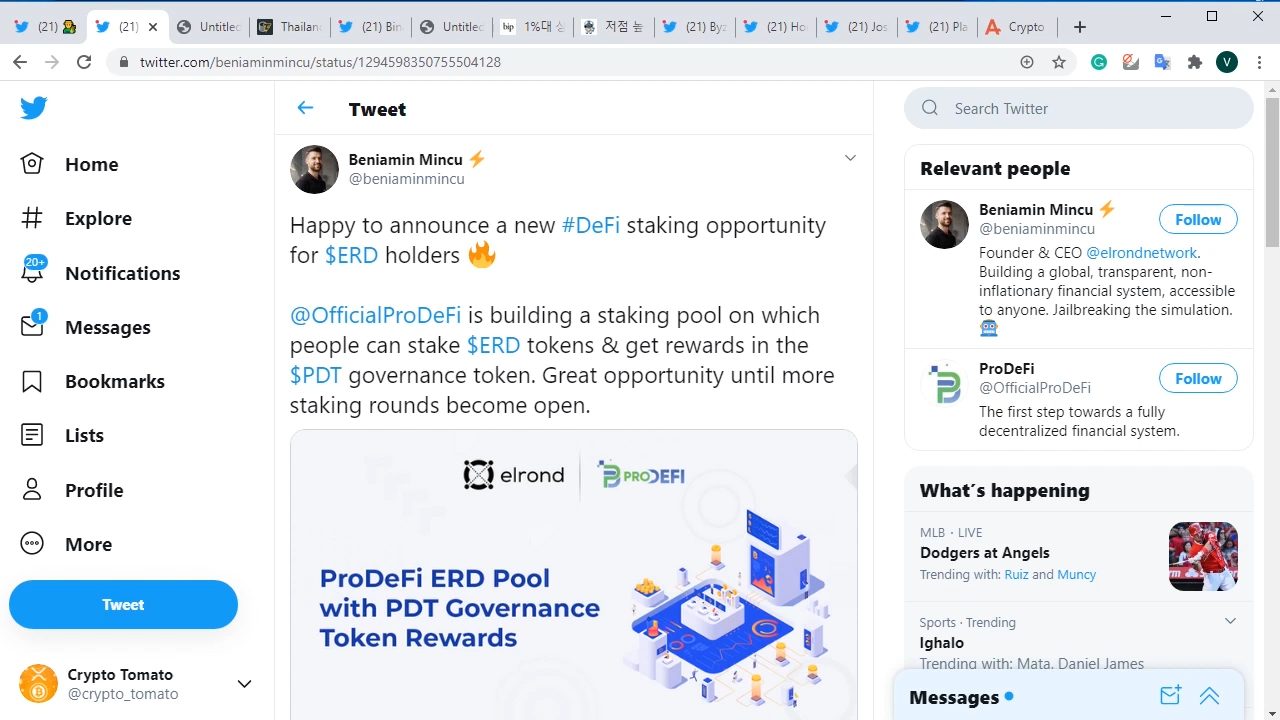 (21)
(21)
Untitled
Thailan
(21) Bin
Untitled
bip
1%대 상
저점 높
(21) Byz
(21) Ho
(21) Jos
(21) Pla
Crypto
twitter.com/beniaminmincu/status/1294598359755504128
V
Home
Explore
20+
Notifications
1
Messages
Bookmarks
Lists
Profile
More
Tweet
Crypto Tomato
@crypto_tomato
Tweet
Beniamin Mincu
@beniaminmincu
Happy to announce a new #DeFi staking opportunity
for $ERD holders
@OfficialProDeFi is building a staking pool on which
people can stake $ERD tokens & get rewards in the
$PDT governance token. Great opportunity until more
staking rounds become open.
elrond
PRODEFI
ProDeFi ERD Pool
with PDT Governance
Token Rewards
Search Twitter
Relevant people
Beniamin Mincu
@beniaminmincu
Follow
Founder & CEO @elrondnetwork.
Building a global, transparent, non-
inflationary financial system, accessible
to anyone. Jailbreaking the simulation.
ProDeFi
@OfficialProDeFi
Follow
The first step towards a fully
decentralized financial system.
What's happening
MLB · LIVE
Dodgers at Angels
Trending with: Ruiz and Muncy
Sports · Trending
Ighalo
Trending with: Mata, Daniel James
Messages